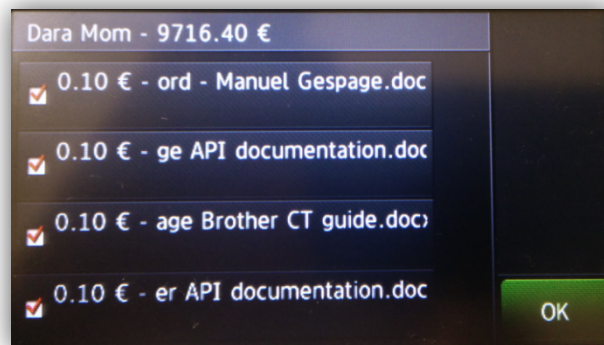 Dara Mom - 9716.40 €
0.10 € - ord - Manuel Gespage.doc
0.10 € - ge API documentation.doc
0.10 € - age Brother CT guide.docx
0.10 € - er API documentation.doc
OK